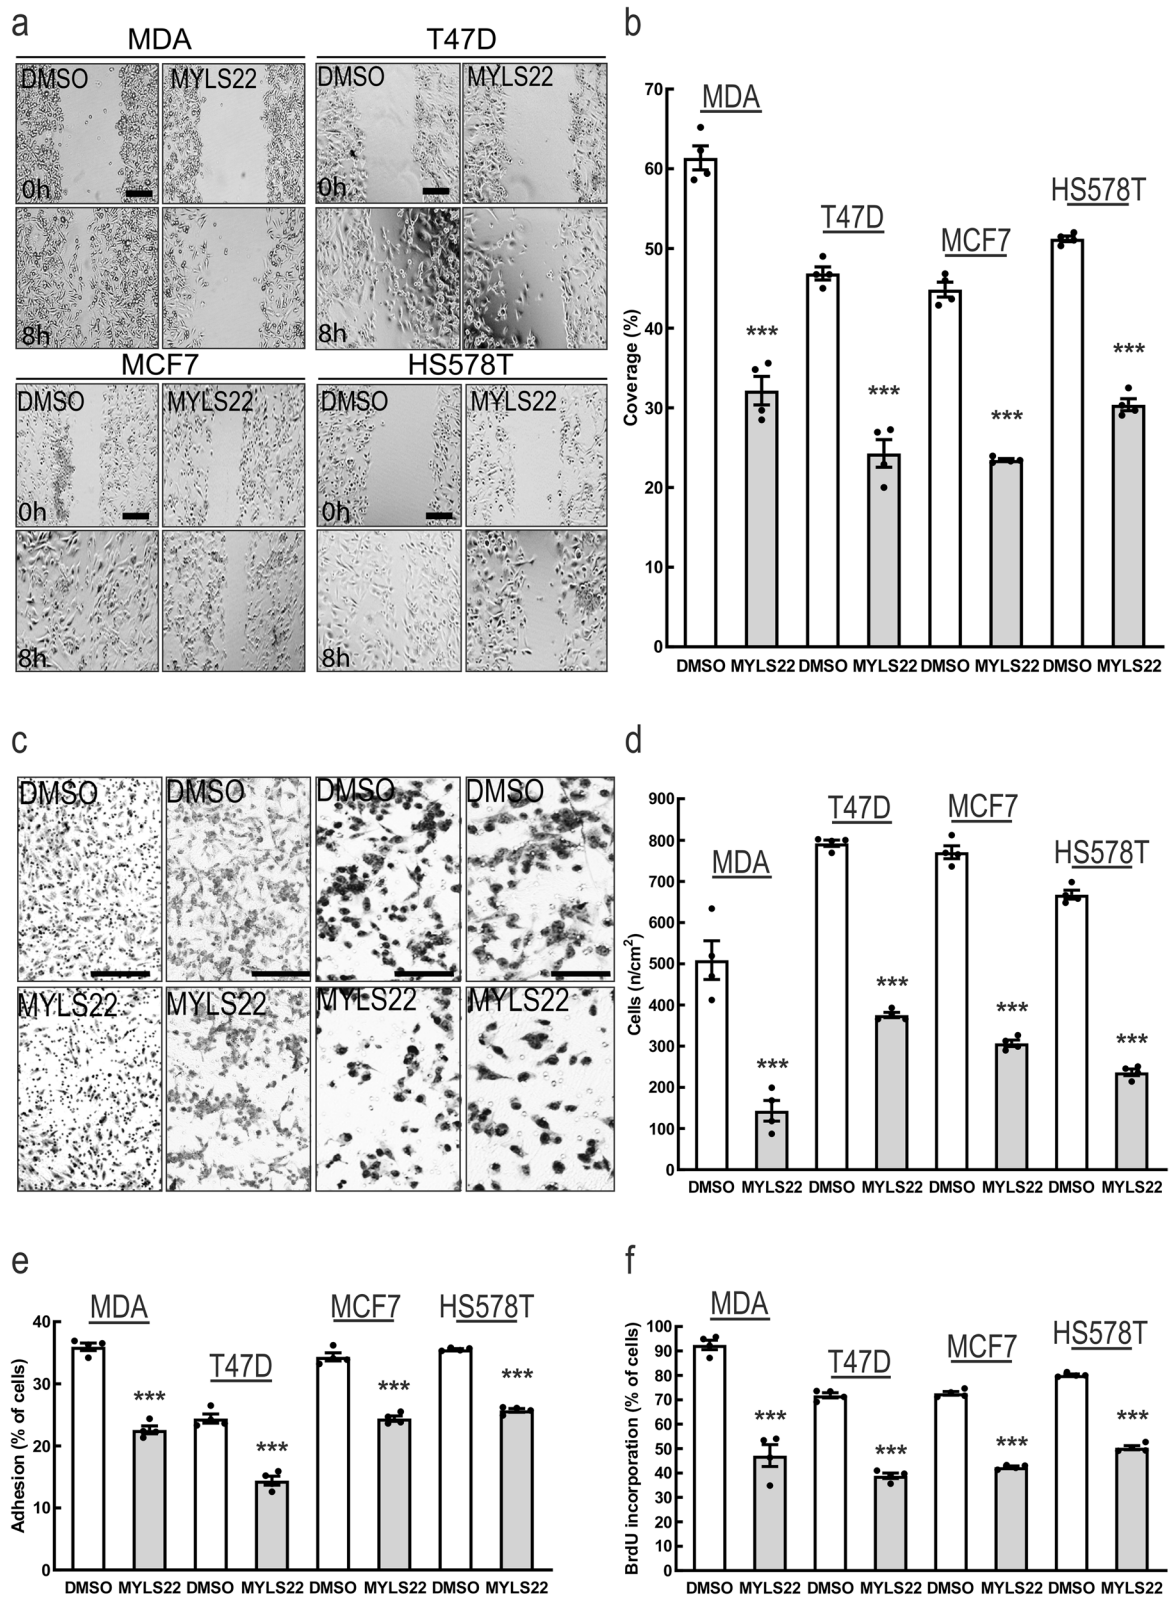 a
MDA
T47D
DMSO
MYLS22
DMSO
MYLS22
0h
0h
8h
8h
MCF7
HS578T
DMSO
MYLS22
DMSO
MYLS22
0h
0h
8h
8h
b
Coverage (%)
70
60
50
40
30
20
10
0
MDA
T47D
MCF7
HS578T
***
***
***
***
DMSO MYLS22 DMSO MYLS22 DMSO MYLS22 DMSO MYLS22
c
DMSO
DMSO
DMSO
DMSO
MYLS22
MYLS22
MYLS22
MYLS22
d
Cells (n/cm²)
900
800
700
600
500
400
300
200
100
0
MDA
T47D
MCF7
HS578T
***
***
***
***
DMSO MYLS22 DMSO MYLS22 DMSO MYLS22 DMSO MYLS22
e
Adhesion (% of cells)
40
30
20
10
0
MDA
T47D
MCF7
HS578T
***
***
***
***
DMSO MYLS22 DMSO MYLS22 DMSO MYLS22 DMSO MYLS22
f
BrdU incorporation (% of cells)
100
90
80
70
60
50
40
30
20
10
0
MDA
T47D
MCF7
HS578T
***
***
***
***
DMSO MYLS22 DMSO MYLS22 DMSO MYLS22 DMSO MYLS22